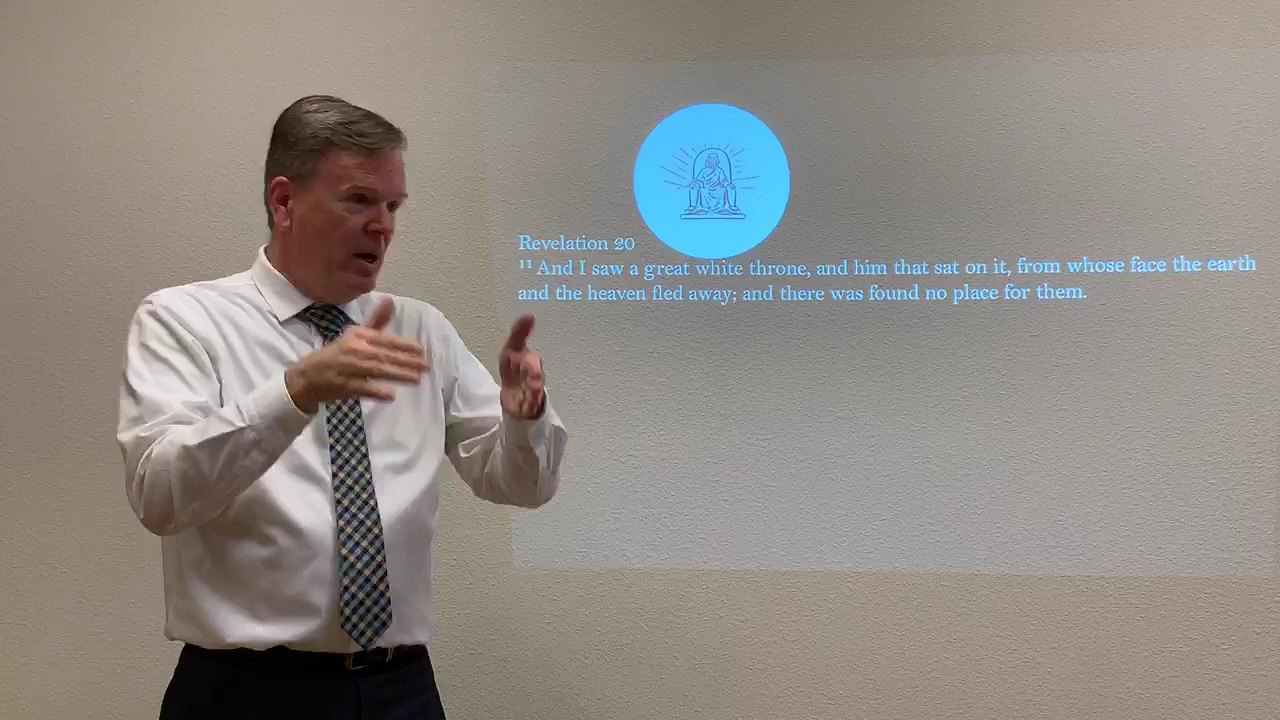 Revelation 20
¹¹ And I saw a great white throne, and him that sat on it, from whose face the earth
and the heaven fled away; and there was found no place for them.